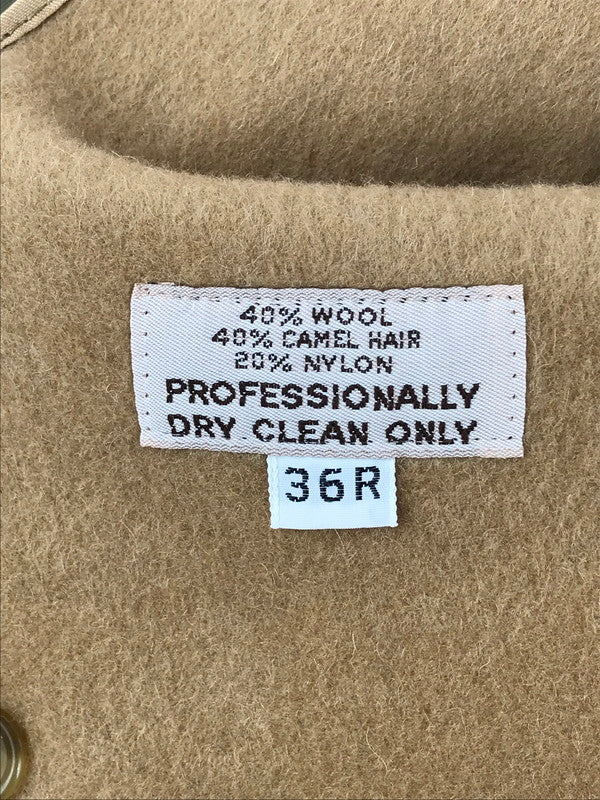 40% WOOL
40% CAMEL HAIR
20% NYLON
PROFESSIONALLY
DRY CLEAN ONLY
36R